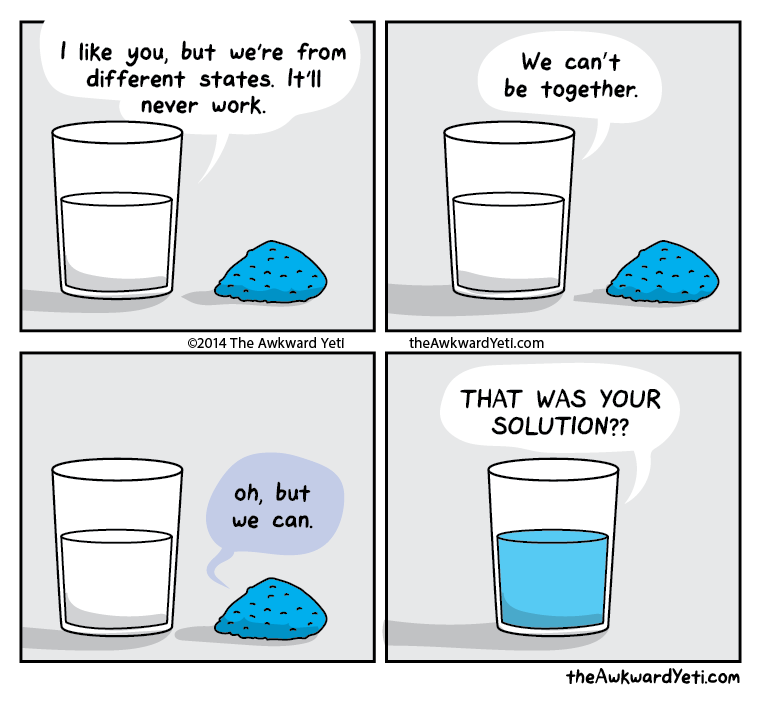 I like you, but we're from
different states. It'll
never work.
We can't
be together.
©2014 The Awkward Yeti
theAwkwardYeti.com
oh, but
we can.
THAT WAS YOUR
SOLUTION??
theAwkwardYeti.com